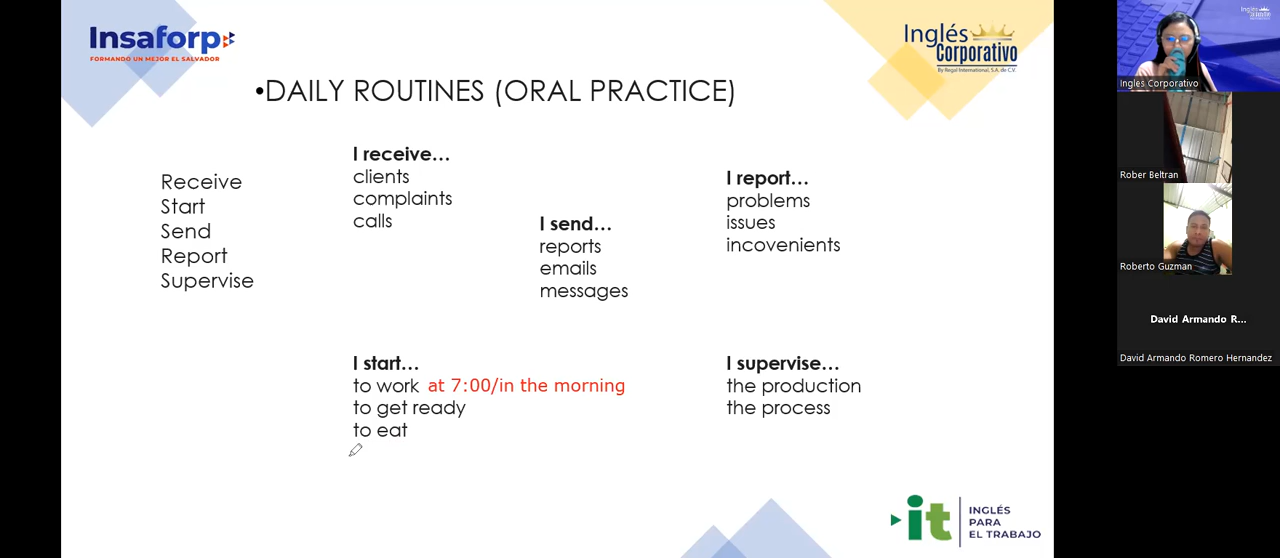 Insaforp
FORMANDO UN MEJOR EL SALVADOR
Inglés
Corporativo
By Regal International, S.A. de C.V.
•DAILY ROUTINES (ORAL PRACTICE)
Receive
Start
Send
Report
Supervise
I receive...
clients
complaints
calls
I send...
reports
emails
messages
I report...
problems
issues
incovenients
I start...
to work at 7:00/in the morning
to get ready
to eat
I supervise...
the production
the process
it
INGLÉS
PARA
EL TRABAJO
Inglés Corporativo
Rober Beltran
Roberto Guzman
David Armando R...
David Armando Romero Hernandez